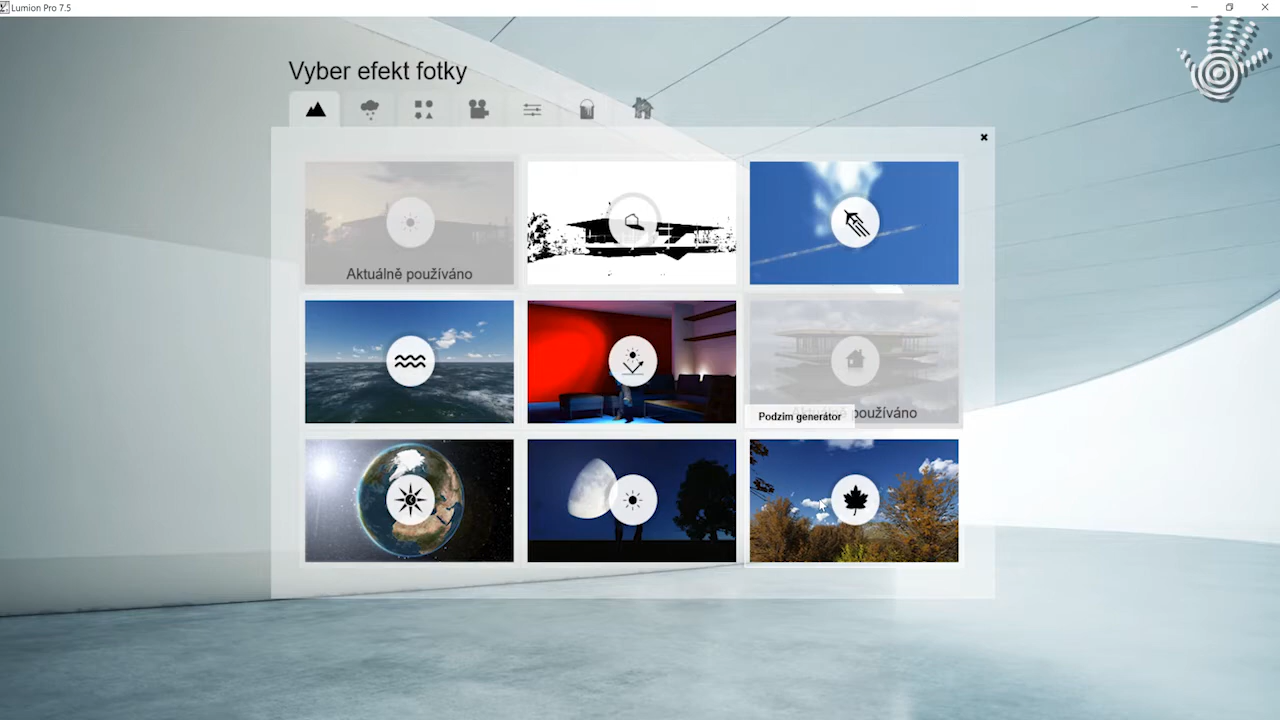 Lumion Pro 7.5
Vyber efekt fotky
Aktuálně používáno
používáno
Podzim generátor